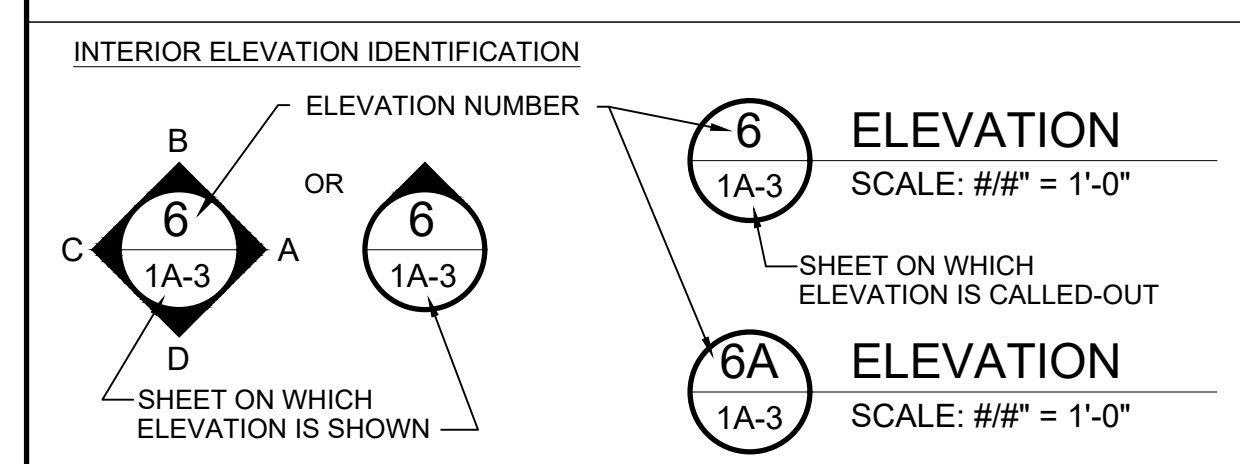 INTERIOR ELEVATION IDENTIFICATION
ELEVATION NUMBER
B
OR
C
6
1A-3
A
D
6
1A-3
SHEET ON WHICH
ELEVATION IS SHOWN
6
1A-3
ELEVATION
SCALE: #/#" = 1'-0"
SHEET ON WHICH
ELEVATION IS CALLED-OUT
6A
1A-3
ELEVATION
SCALE: #/#" = 1'-0"